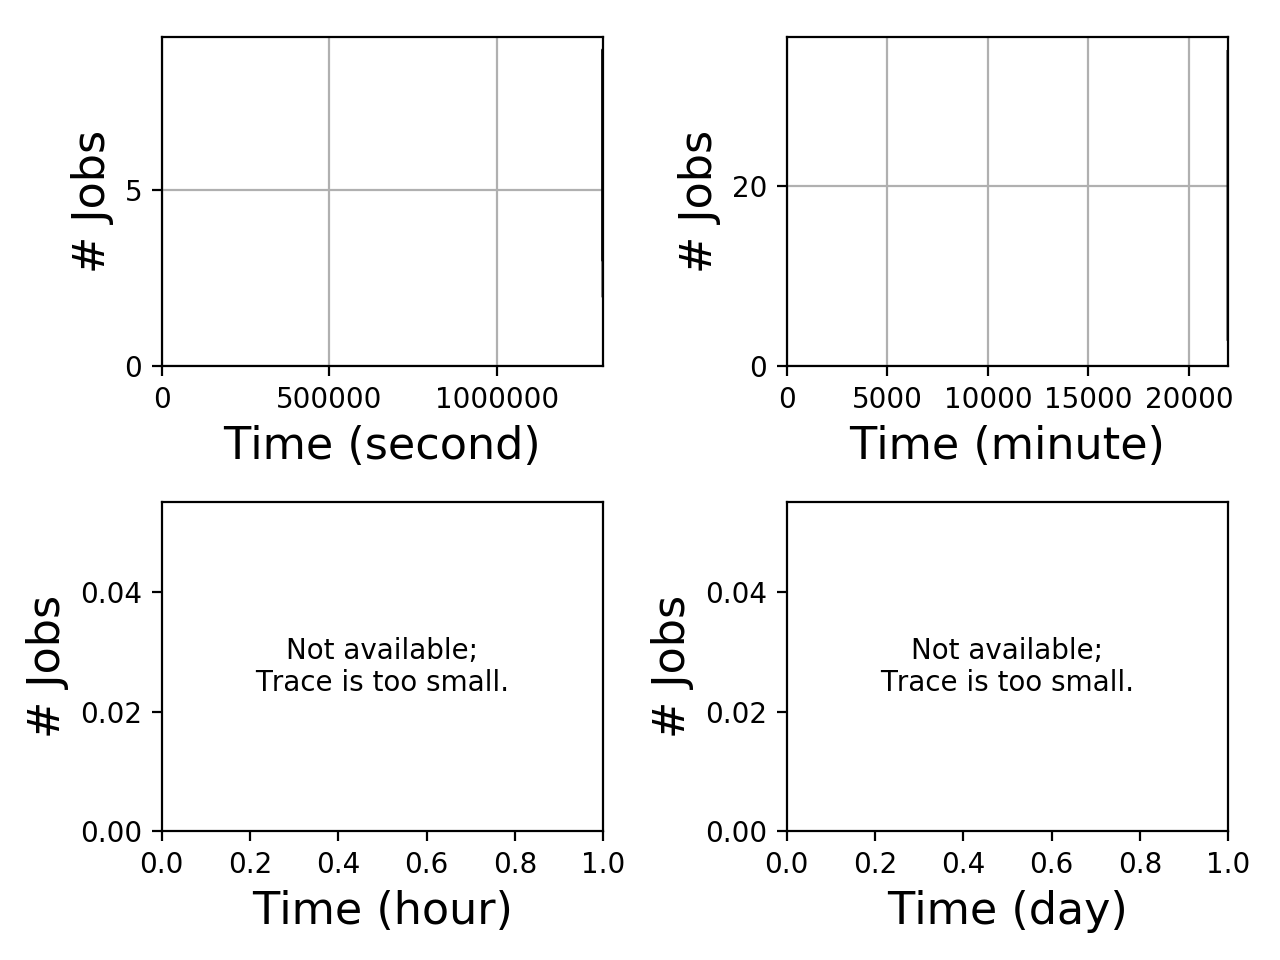 # Jobs
5
0
0 500000 1000000
Time (second)
# Jobs
20
0
0 5000 10000 15000 20000
Time (minute)
# Jobs
0.04
0.02
0.00
Not available;
Trace is too small.
0.0 0.2 0.4 0.6 0.8 1.0
Time (hour)
# Jobs
0.04
0.02
0.00
Not available;
Trace is too small.
0.0 0.2 0.4 0.6 0.8 1.0
Time (day)